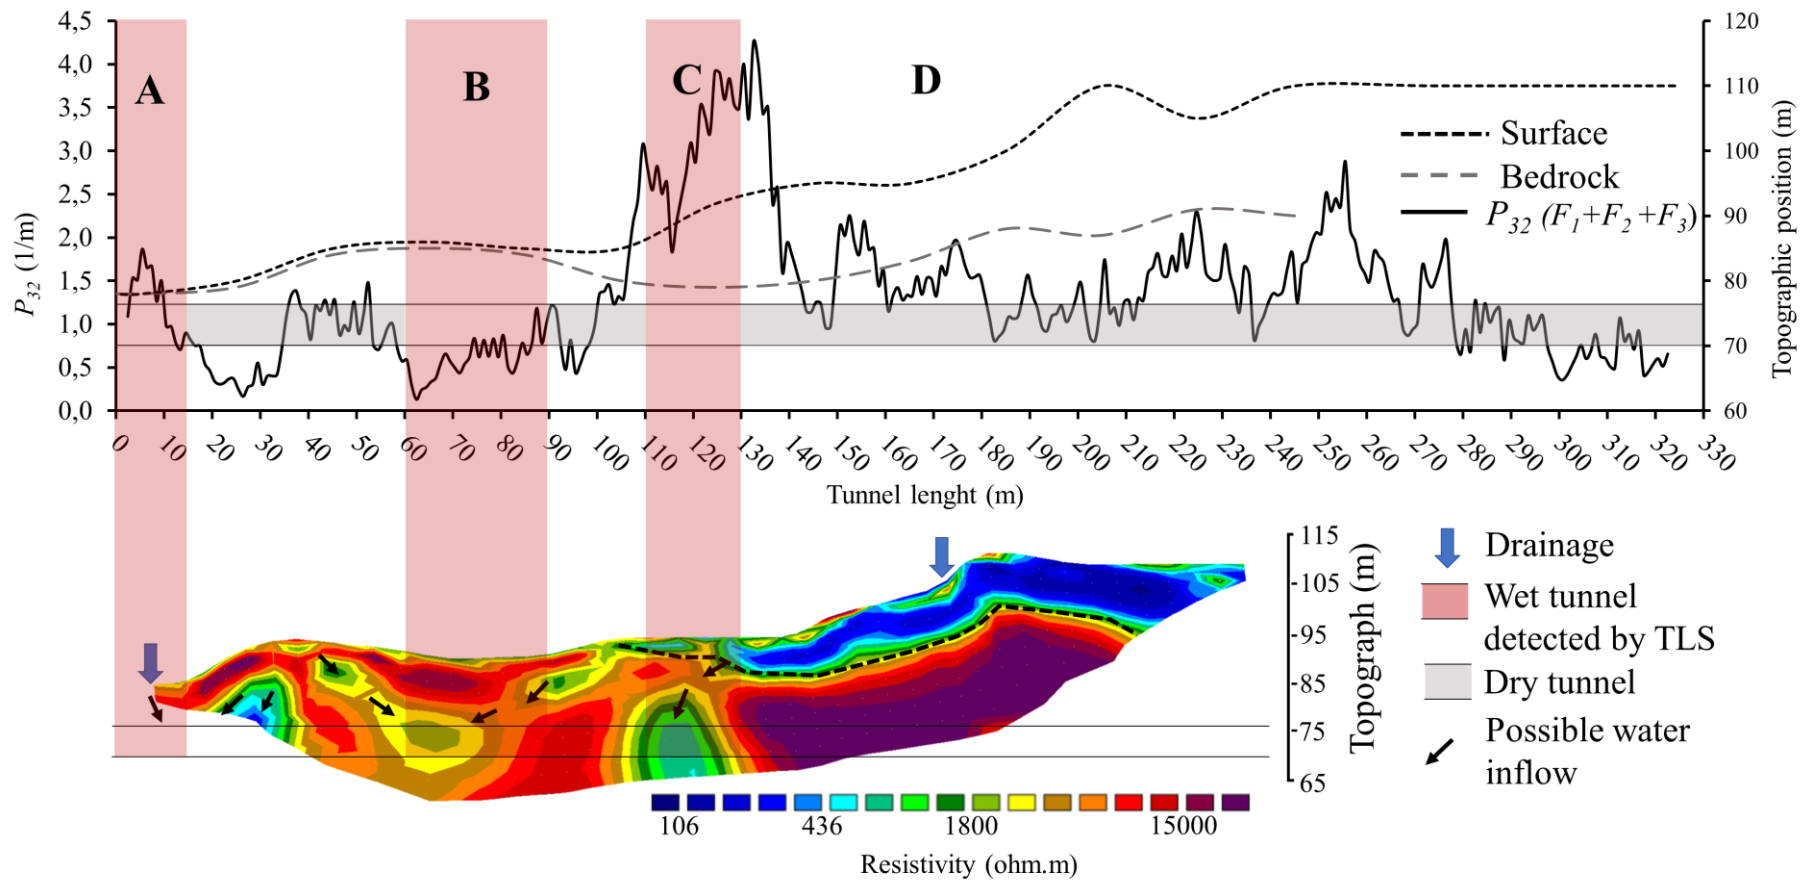 4,5
4,0
3,5
3,0
2,5
2,0
1,5
1,0
0,5
0,0
P32 (1/m)
A
B
C
D
120
110
100
90
80
70
60
Topographic position (m)
Surface
Bedrock
P32 (F1+F2+F3)
0 10 20 30 40 50 60 70 80 90 100 110 120 130 140 150 160 170 180 190 200 210 220 230 240 250 260 270 280 290 300 310 320 330
Tunnel lenght (m)
115
105
95
85
75
65
Topograph (m)
Drainage
Wet tunnel
detected by TLS
Dry tunnel
Possible water
inflow
106 436 1800 15000
Resistivity (ohm.m)